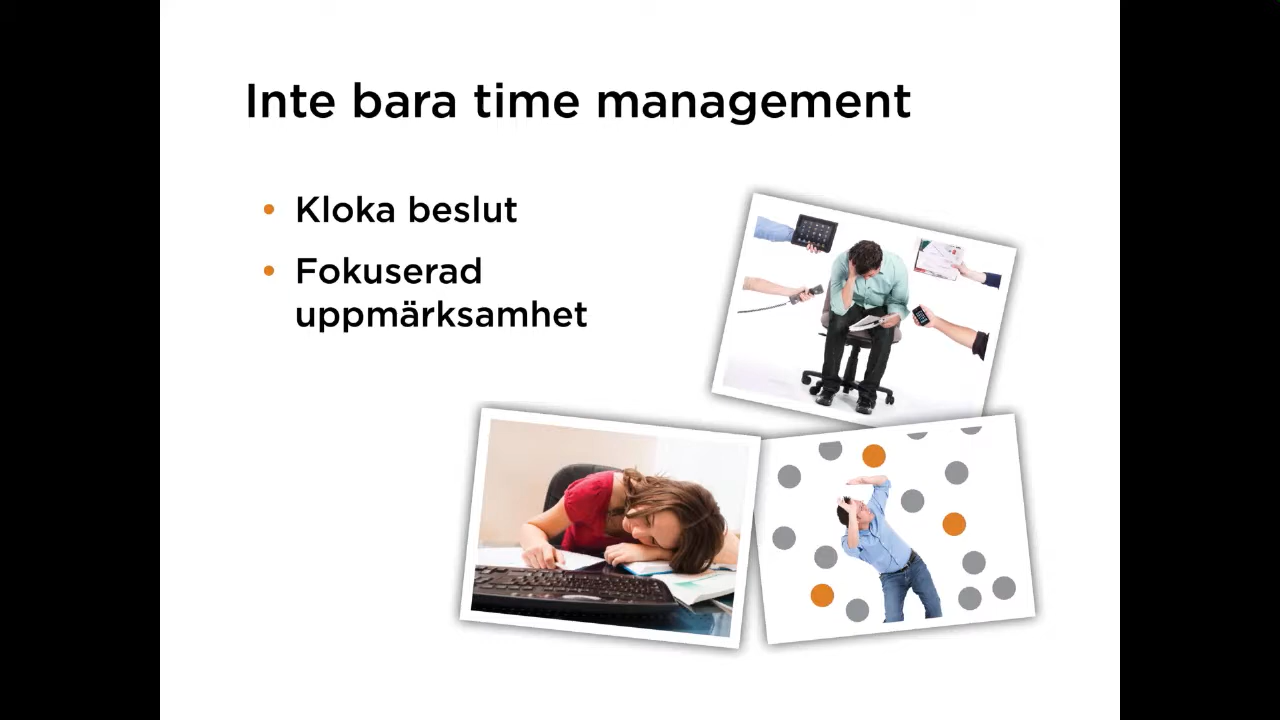 Inte bara time management
• Kloka beslut
• Fokuserad
uppmärksamhet